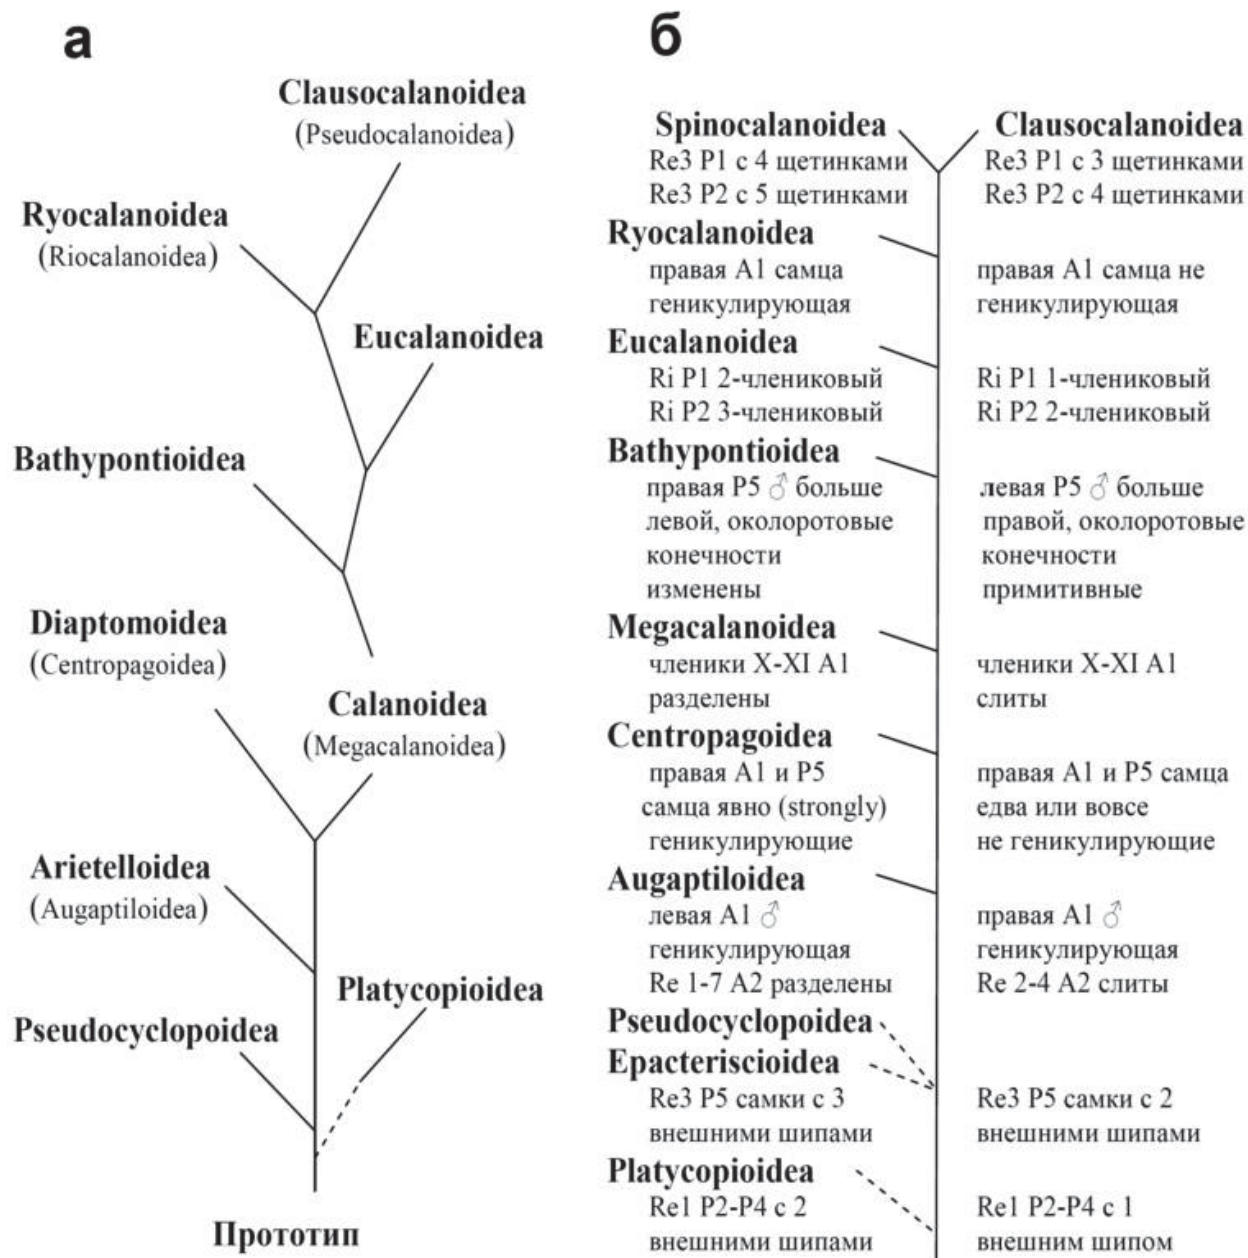 а
Clausocalanoidea
(Pseudocalanoidea)
Ryocalanoidea
(Riocalanoidea)
Eucalanoidea
Bathypontioidea
Diaptomoidea
(Centropagoidea)
Calanoidea
(Megacalanoidea)
Arietelloidea
(Augaptiloidea)
Platycopioidea
Pseudocyclopoidea
Прототип
б
Spinocalanoidea
Re3 P1 с 4 щетинками
Re3 P2 с 5 щетинками
Clausocalanoidea
Re3 P1 с 3 щетинками
Re3 P2 с 4 щетинками
Ryocalanoidea
правая A1 самца
геникулирующая
правая A1 самца не
геникулирующая
Eucalanoidea
Ri P1 2-члениковый
Ri P2 3-члениковый
Ri P1 1-члениковый
Ri P2 2-члениковый
Bathypontioidea
правая P5 ♂ больше
левой, околоротовые
конечности
изменены
левая P5 ♂ больше
правой, околоротовые
конечности
примитивные
Megacalanoidea
членики X-XI A1
разделены
членики X-XI A1
слиты
Centropagoidea
правая A1 и P5
самца явно (strongly)
геникулирующие
правая A1 и P5 самца
едва или вовсе
не геникулирующие
Augaptiloidea
левая A1 ♂
геникулирующая
Re 1-7 A2 разделены
правая A1 ♂
геникулирующая
Re 2-4 A2 слиты
Pseudocyclopoidea
Epacteriscioidea
Re3 P5 самки с 3
внешними шипами
Re3 P5 самки с 2
внешними шипами
Platycopioidea
Re1 P2-P4 с 2
внешними шипами
Re1 P2-P4 с 1
внешним шипом